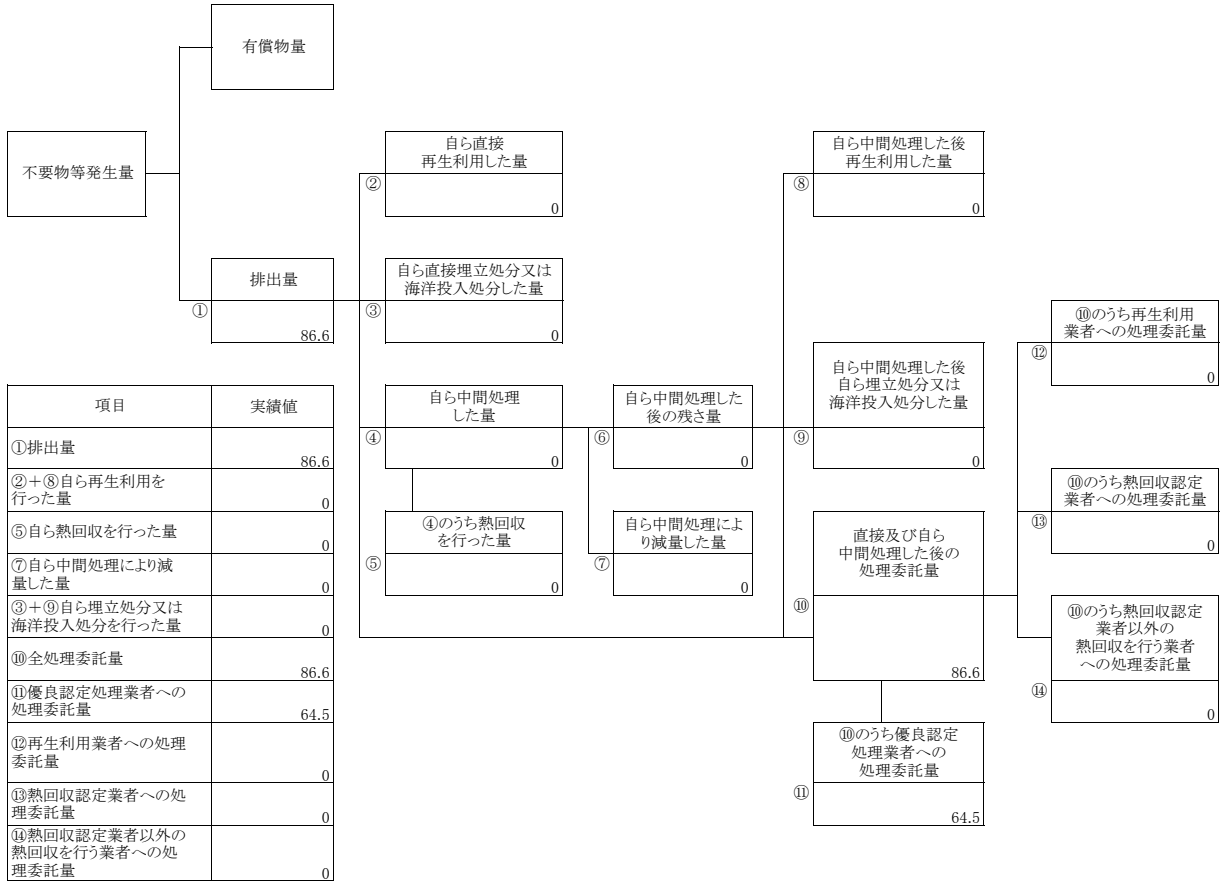 有償物量
不要物等発生量
自ら直接
再生利用した量
②
0
自ら中間処理した後
再生利用した量
⑧
0
排出量
①
86.6
自ら直接埋立処分又は
海洋投入処分した量
③
0
⑩のうち再生利用
業者への処理委託量
⑫
0
自ら中間処理した後
自ら埋立処分又は
海洋投入処分した量
⑨
0
自ら中間処理
した量
④
0
自ら中間処理した
後の残さ量
⑥
0
⑩のうち熱回収認定
業者への処理委託量
⑬
0
④のうち熱回収
を行った量
⑤
0
自ら中間処理によ
り減量した量
⑦
0
直接及び自ら
中間処理した後の
処理委託量
⑩
86.6
⑩のうち熱回収認定
業者以外の
熱回収を行う業者
への処理委託量
⑭
0
⑩のうち優良認定
処理業者への
処理委託量
⑪
64.5
項目 実績値
①排出量
86.6
②＋⑧自ら再生利用を
行った量
0
⑤自ら熱回収を行った量
0
⑦自ら中間処理により減
量した量
0
③＋⑨自ら埋立処分又は
海洋投入処分を行った量
0
⑩全処理委託量
86.6
⑪優良認定処理業者への
処理委託量
64.5
⑫再生利用業者への処理
委託量
0
⑬熱回収認定業者への処
理委託量
0
⑭熱回収認定業者以外の
熱回収を行う業者への処
理委託量
0